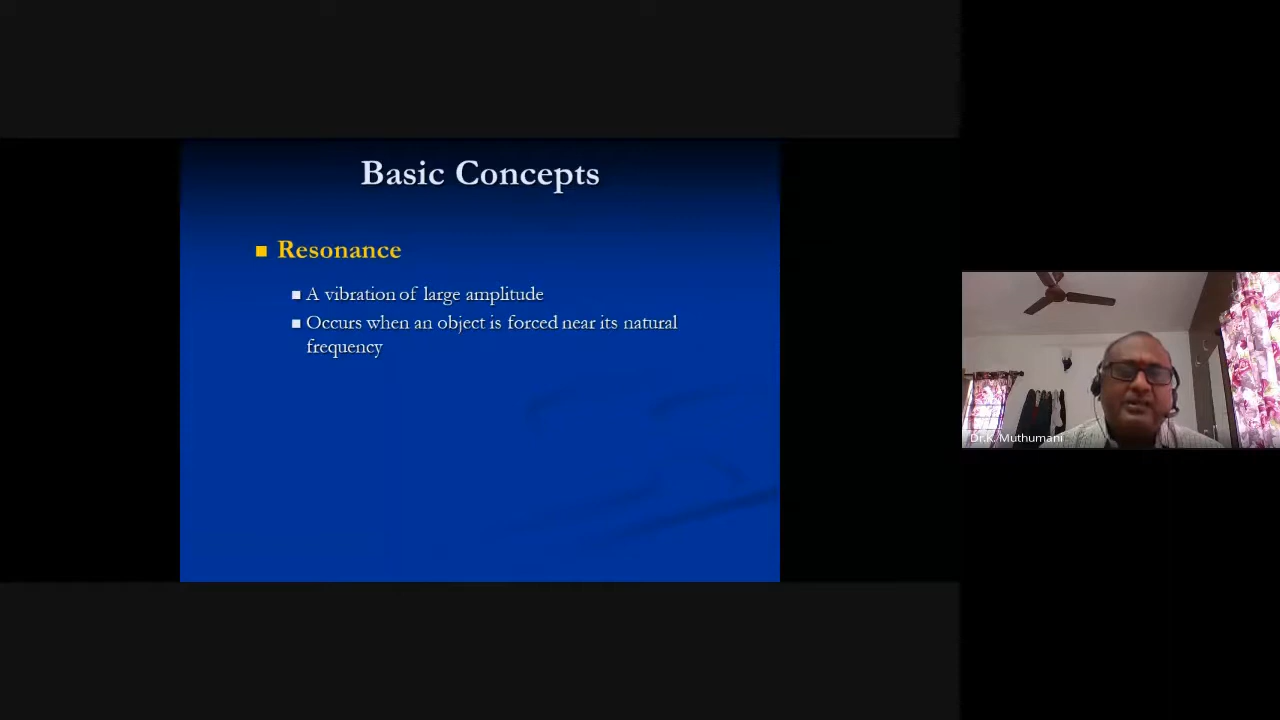 Basic Concepts
Resonance
A vibration of large amplitude
Occurs when an object is forced near its natural
frequency
Dr.K. Muthumani